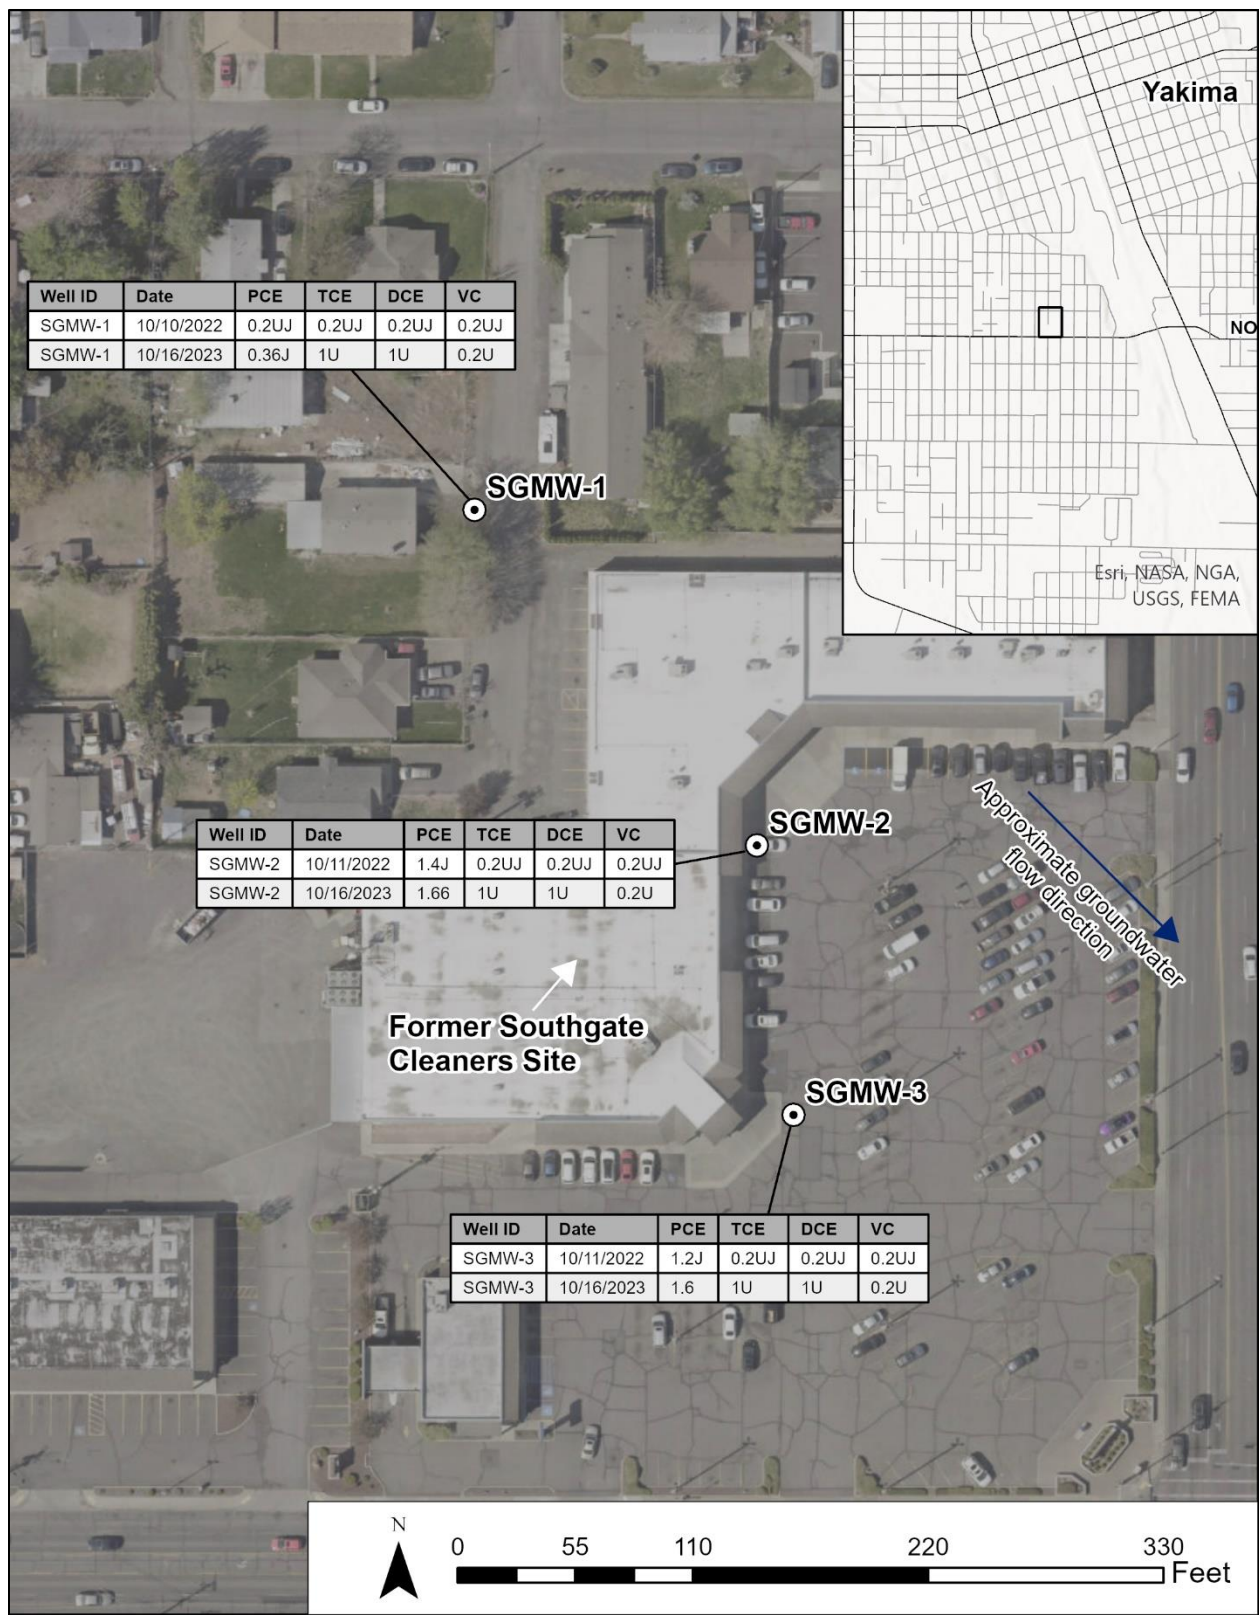 Yakima
NO
Esri, NASA, NGA,
USGS, FEMA
Well ID Date PCE TCE DCE VC
SGMW-1 10/10/2022 0.2UJ 0.2UJ 0.2UJ 0.2UJ
SGMW-1 10/16/2023 0.36J 1U 1U 0.2U
SGMW-1
SGMW-2
Well ID Date PCE TCE DCE VC
SGMW-2 10/11/2022 1.4J 0.2UJ 0.2UJ 0.2UJ
SGMW-2 10/16/2023 1.66 1U 1U 0.2U
Approximate groundwater
flow direction
Former Southgate
Cleaners Site
SGMW-3
Well ID Date PCE TCE DCE VC
SGMW-3 10/11/2022 1.2J 0.2UJ 0.2UJ 0.2UJ
SGMW-3 10/16/2023 1.6 1U 1U 0.2U
N
0 55 110 220 330
Feet